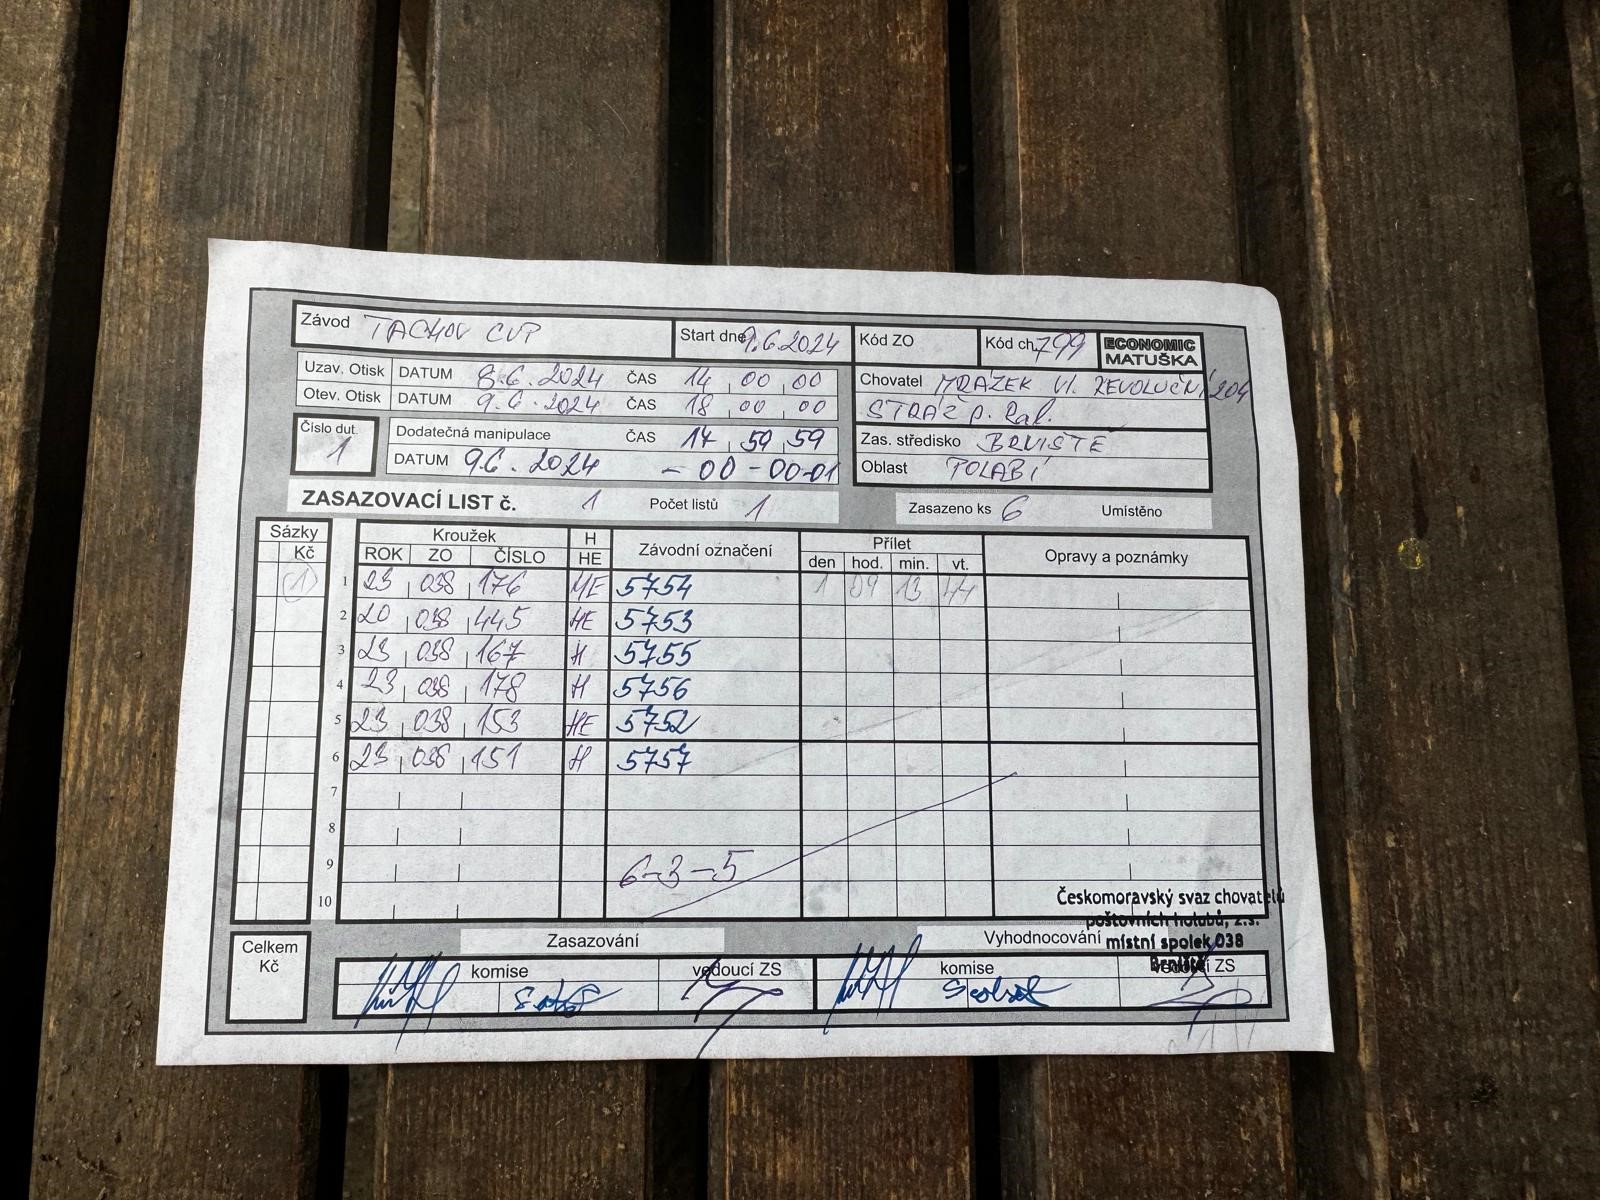 Závod TACHOV CUP Start dne 9.6.2024 Kód ZO Kód ch. 799 ECONOMIC MATUŠKA
Uzav. Otisk DATUM 8.6.2024 ČAS 14 00 00
Otev. Otisk DATUM 9.6.2024 ČAS 18 00 00
Chovatel MRÁZEK Vl. REVOLUČNÍ 204
STRÁŽ p. Ral.
Číslo dut. 1
Dodatečná manipulace ČAS 17 59 59
DATUM 9.6.2024 - 00-00-01
Zas. středisko BRNIŠTĚ
Oblast POLABÍ
ZASAZOVACÍ LIST č. 1 Počet listů 1 Zasazeno ks 6 Umístěno
Sázky Kroužek H Závodní označení Přílet Opravy a poznámky
Kč ROK ZO ČÍSLO HE den hod. min. vt.
(1) 1 23 038 176 HE 5754 1 09 13 44
2 20 038 445 HE 5753
3 23 038 167 H 5755
4 23 038 178 H 5756
5 23 038 153 HE 5752
6 23 038 151 H 5757
7
8
9 6-3-5
10
Českomoravský svaz chovatelů
poštovních holubů, z.s.
místní spolek 038
Brniště
Celkem Kč
Zasazování Vyhodnocování
komise vedoucí ZS komise vedoucí ZS